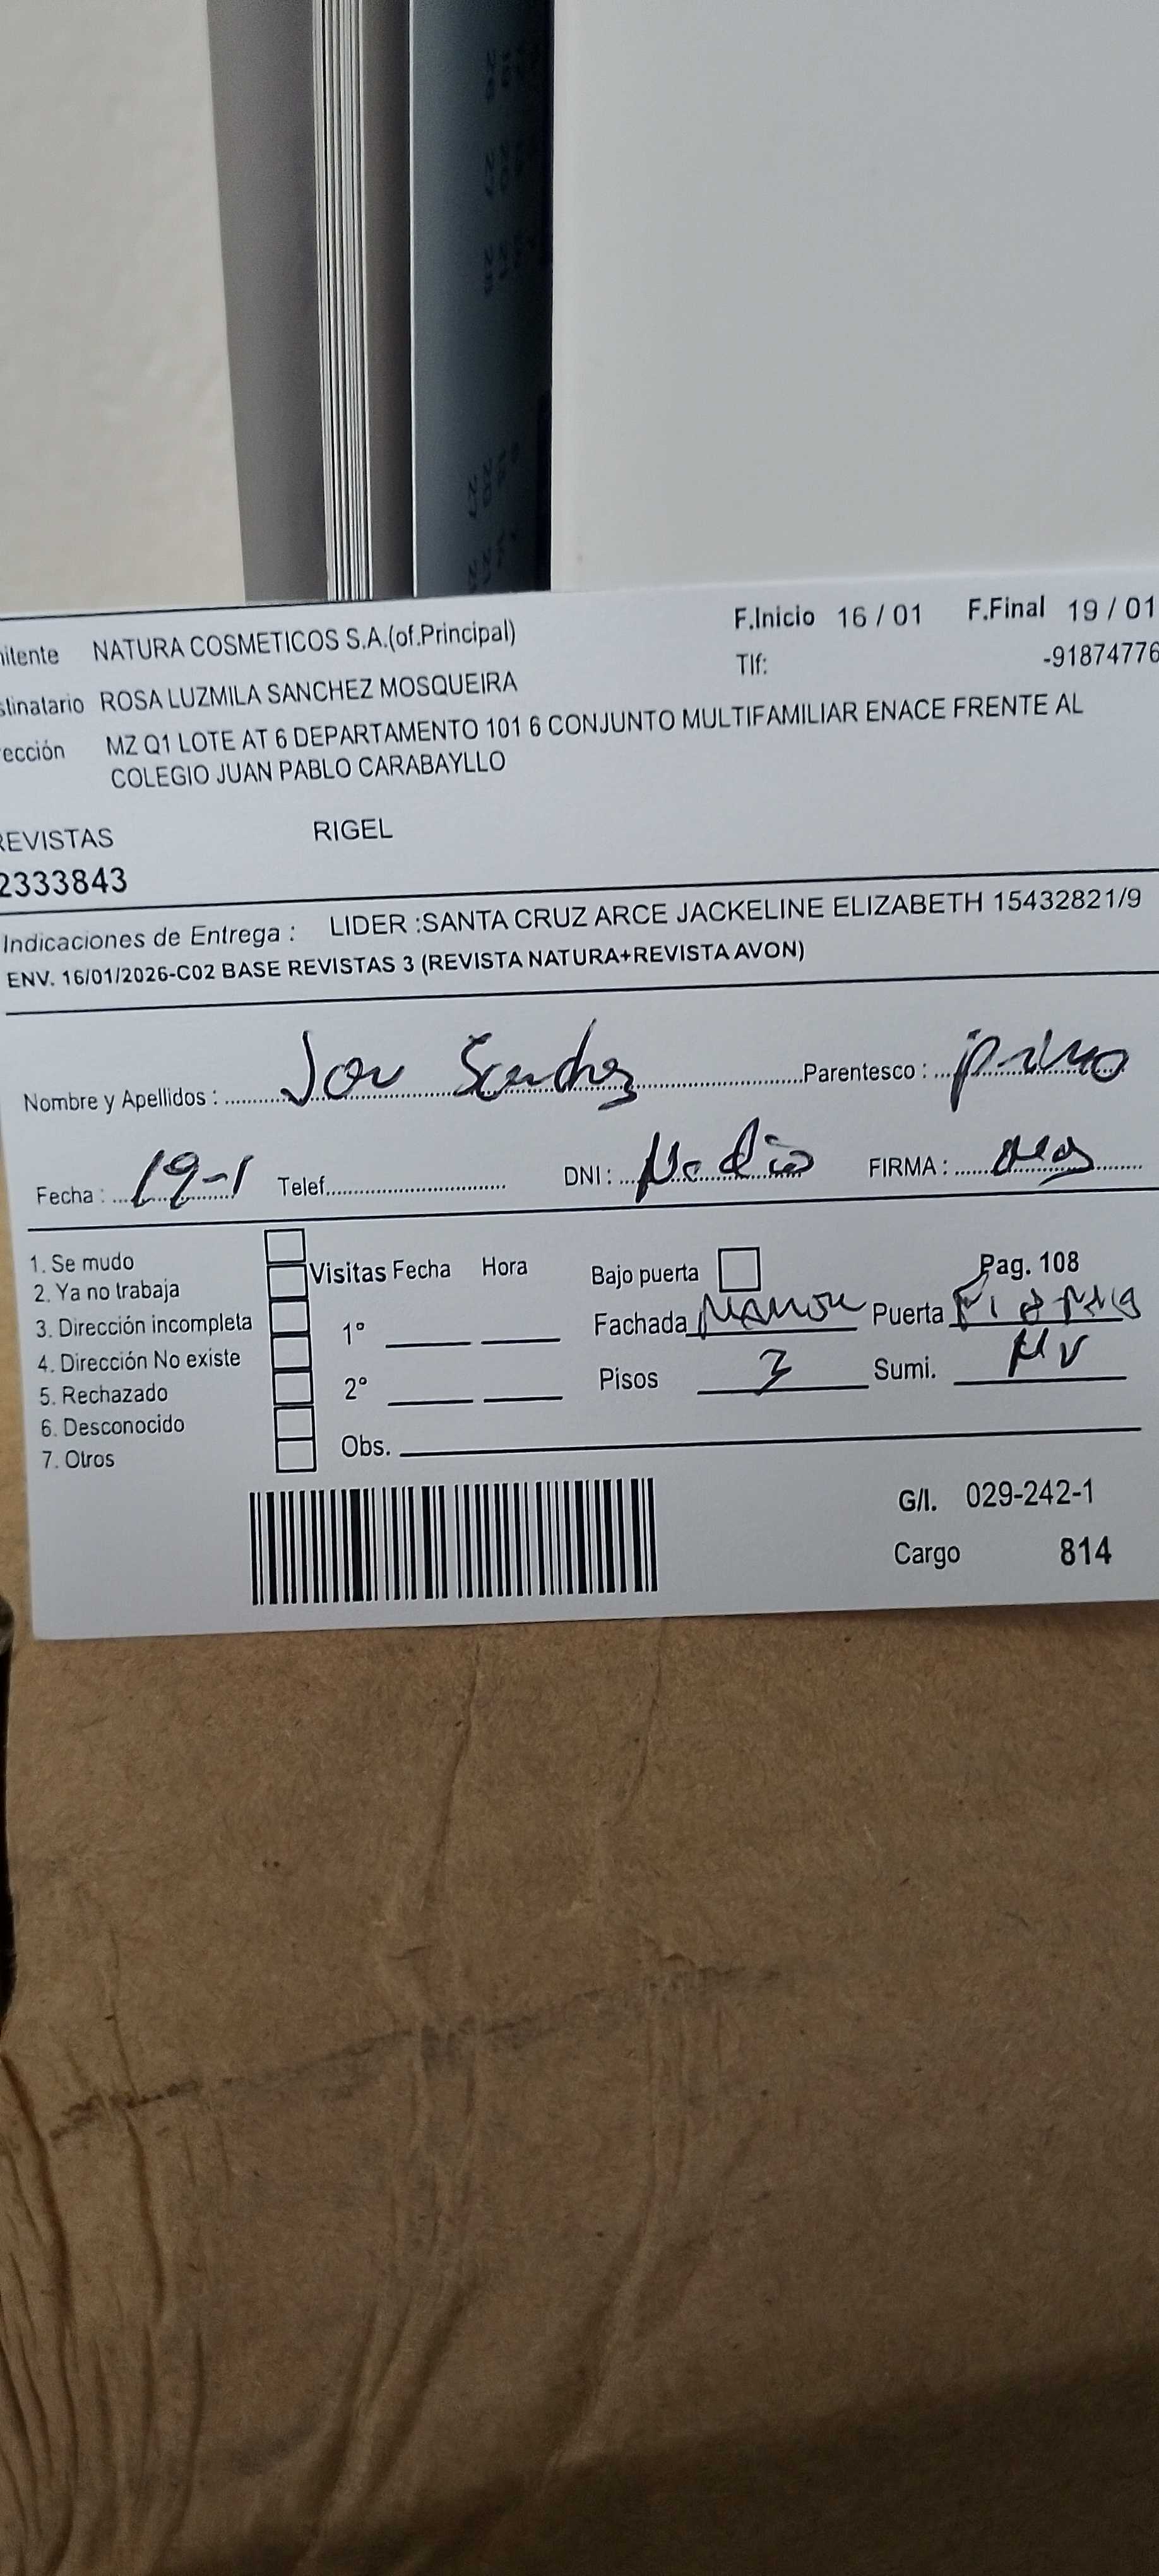 itente NATURA COSMETICOS S.A.(of.Principal) F.Inicio 16 / 01 F.Final 19 / 01
stinatario ROSA LUZMILA SANCHEZ MOSQUEIRA Tlf: -91874776
ección MZ Q1 LOTE AT 6 DEPARTAMENTO 101 6 CONJUNTO MULTIFAMILIAR ENACE FRENTE AL
COLEGIO JUAN PABLO CARABAYLLO
REVISTAS RIGEL
2333843
Indicaciones de Entrega : LIDER :SANTA CRUZ ARCE JACKELINE ELIZABETH 15432821/9
ENV. 16/01/2026-C02 BASE REVISTAS 3 (REVISTA NATURA+REVISTA AVON)
Nombre y Apellidos : Sanchez Parentesco : primo
Fecha : 19-1 Telef. DNI : No dio FIRMA :
1. Se mudo
2. Ya no trabaja
3. Dirección incompleta
4. Dirección No existe
5. Rechazado
6. Desconocido
7. Otros
Visitas Fecha Hora Bajo puerta Pag. 108
1° Fachada Puerta
2° Pisos 3 Sumi.
Obs.
G/I. 029-242-1
Cargo 814